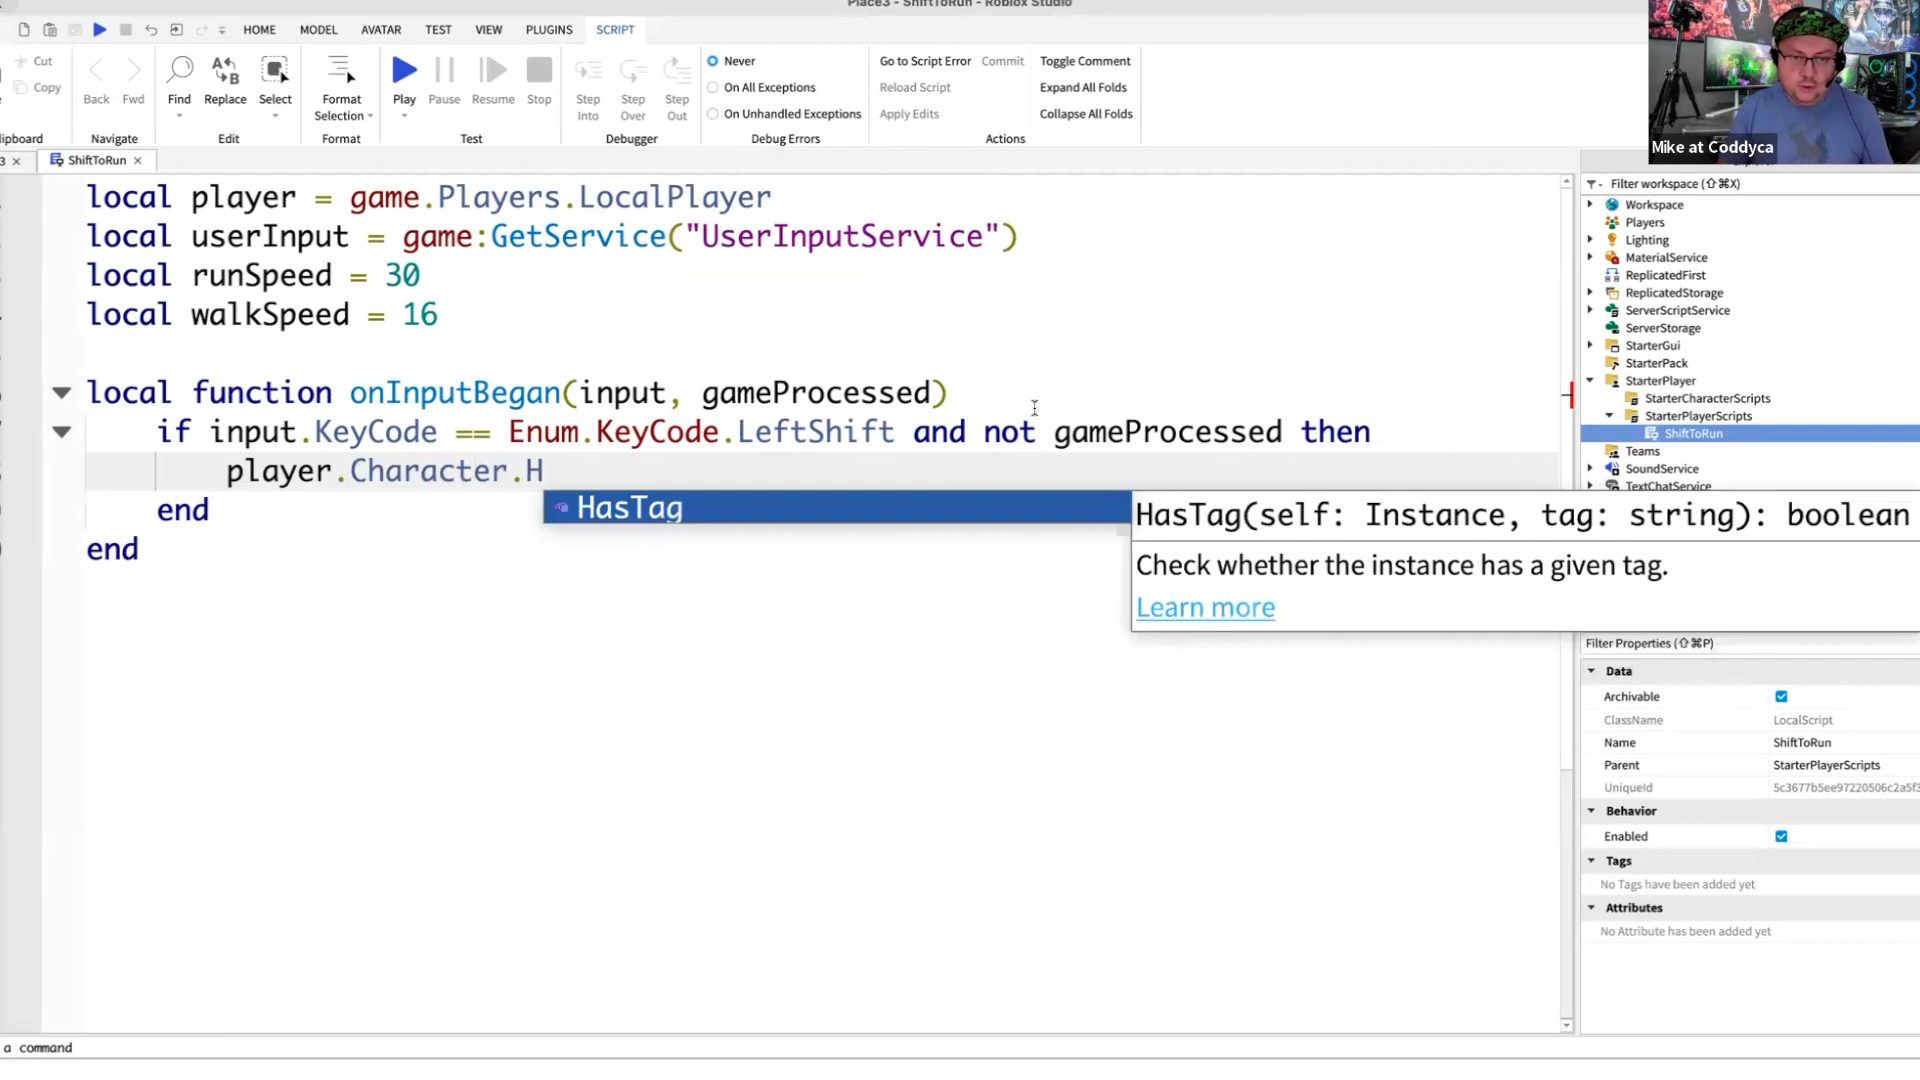 Place3 - ShiftToRun - Roblox Studio
HOME
MODEL
AVATAR
TEST
VIEW
PLUGINS
SCRIPT
Cut
Copy
Back
Fwd
Find
Replace
Select
Format
Selection
Play
Pause
Resume
Stop
Step
Into
Step
Over
Step
Out
Never
On All Exceptions
On Unhandled Exceptions
Go to Script Error
Commit
Reload Script
Apply Edits
Toggle Comment
Expand All Folds
Collapse All Folds
Navigate
Edit
Format
Test
Debugger
Debug Errors
Actions
Mike at Coddyca
3 ×
ShiftToRun ×
local player = game.Players.LocalPlayer
local userInput = game:GetService("UserInputService")
local runSpeed = 30
local walkSpeed = 16
local function onInputBegan(input, gameProcessed)
if input.KeyCode == Enum.KeyCode.LeftShift and not gameProcessed then
player.Character.H
end
end
HasTag
HasTag(self: Instance, tag: string): boolean
Check whether the instance has a given tag.
Learn more
Filter workspace (⇧⌘X)
Workspace
Players
Lighting
MaterialService
ReplicatedFirst
ReplicatedStorage
ServerScriptService
ServerStorage
StarterGui
StarterPack
StarterPlayer
StarterCharacterScripts
StarterPlayerScripts
ShiftToRun
Teams
SoundService
TextChatService
Filter Properties (⇧⌘P)
Data
Archivable
ClassName LocalScript
Name ShiftToRun
Parent StarterPlayerScripts
UniqueId 5c3677b5ee97220506c2a5f3
Behavior
Enabled
Tags
No Tags have been added yet
Attributes
No Attribute has been added yet
a command